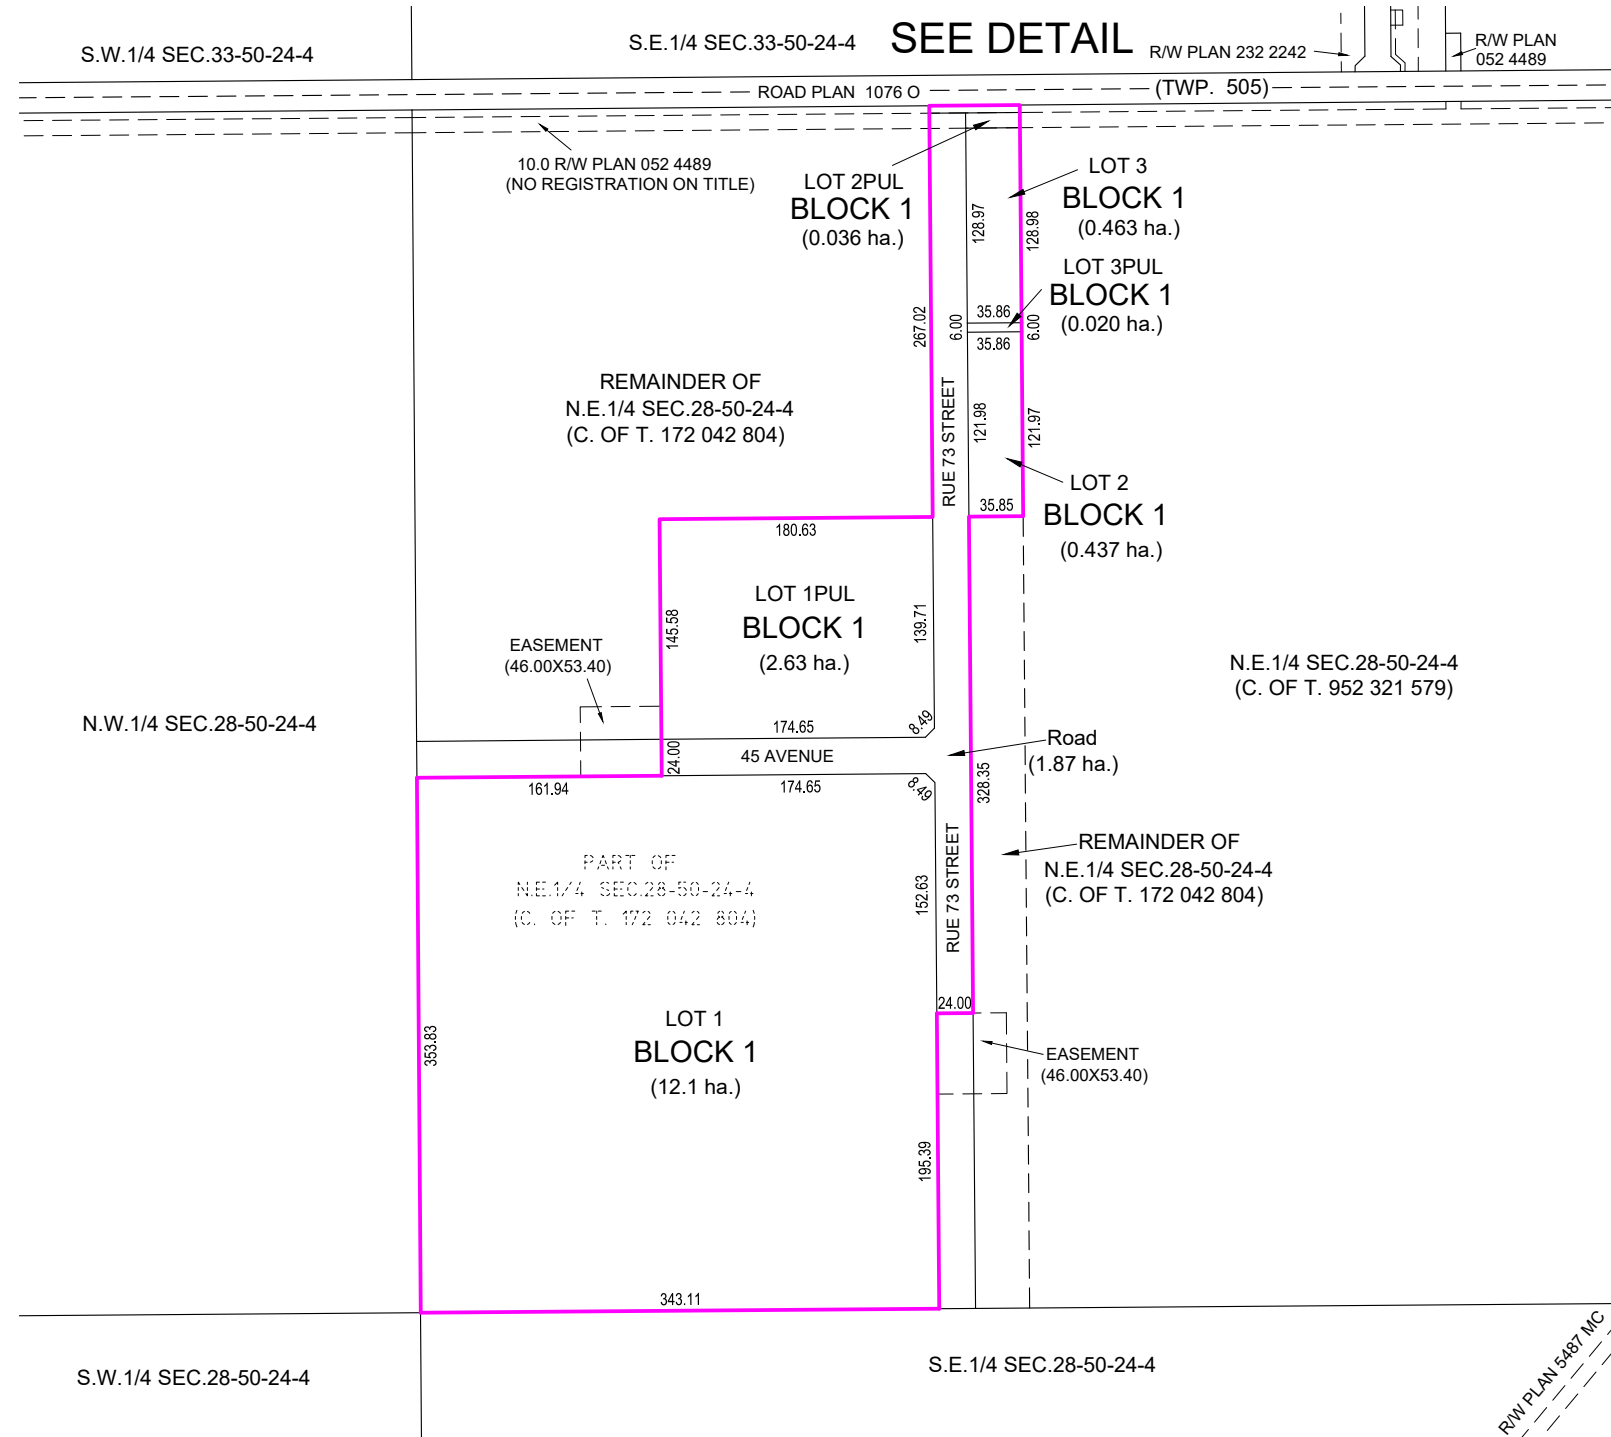 S.W.1/4 SEC.33-50-24-4
S.E.1/4 SEC.33-50-24-4
SEE DETAIL
R/W PLAN 232 2242
R/W PLAN
052 4489
ROAD PLAN 1076 O
(TWP. 505)
10.0 R/W PLAN 052 4489
(NO REGISTRATION ON TITLE)
LOT 2PUL
BLOCK 1
(0.036 ha.)
LOT 3
BLOCK 1
(0.463 ha.)
128.97
128.98
LOT 3PUL
BLOCK 1
(0.020 ha.)
267.02
6.00
35.86
35.86
6.00
REMAINDER OF
N.E.1/4 SEC.28-50-24-4
(C. OF T. 172 042 804)
RUE 73 STREET
121.98
121.97
LOT 2
BLOCK 1
(0.437 ha.)
35.85
180.63
LOT 1PUL
BLOCK 1
(2.63 ha.)
145.58
139.71
EASEMENT
(46.00X53.40)
N.E.1/4 SEC.28-50-24-4
(C. OF T. 952 321 579)
N.W.1/4 SEC.28-50-24-4
174.65
8.49
24.00
45 AVENUE
Road
(1.87 ha.)
161.94
174.65
8.49
328.35
PART OF
N.E.1/4 SEC.28-50-24-4
(C. OF T. 172 042 804)
152.63
RUE 73 STREET
REMAINDER OF
N.E.1/4 SEC.28-50-24-4
(C. OF T. 172 042 804)
24.00
LOT 1
BLOCK 1
(12.1 ha.)
353.83
EASEMENT
(46.00X53.40)
195.39
343.11
S.W.1/4 SEC.28-50-24-4
S.E.1/4 SEC.28-50-24-4
R/W PLAN 5487 MC